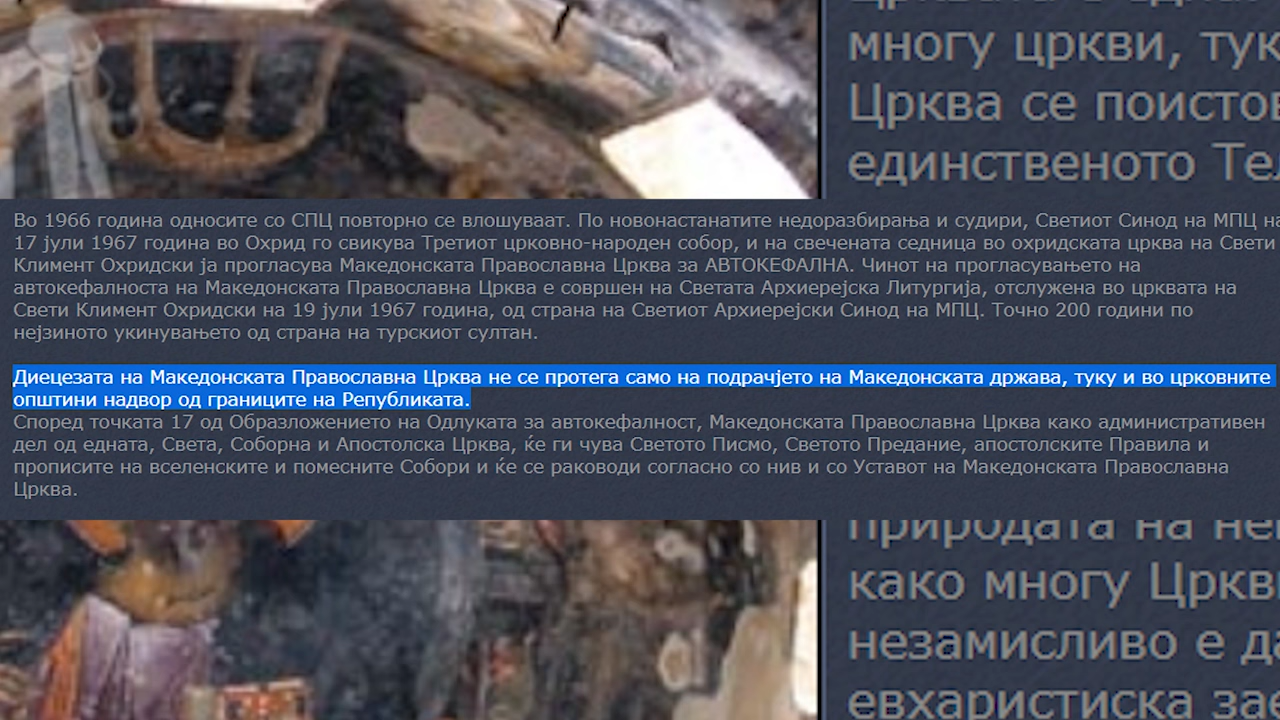 многу цркви, тук
Црква се поистов
единственото Тел
Во 1966 година односите со СПЦ повторно се влошуваат. По новонастанатите недоразбирања и судири, Светиот Синод на МПЦ на
17 јули 1967 година во Охрид го свикува Третиот црковно-народен собор, и на свечената седница во охридската црква на Свети
Климент Охридски ја прогласува Македонската Православна Црква за АВТОКЕФАЛНА. Чинот на прогласувањето на
автокефалноста на Македонската Православна Црква е совршен на Светата Архиерејска Литургија, отслужена во црквата на
Свети Климент Охридски на 19 јули 1967 година, од страна на Светиот Архиерејски Синод на МПЦ. Точно 200 години по
нејзиното укинувањето од страна на турскиот султан.
Диецезата на Македонската Православна Црква не се протега само на подрачјето на Македонската држава, туку и во црковните
општини надвор од границите на Републиката.
Според точката 17 од Образложението на Одлуката за автокефалност, Македонската Православна Црква како административен
дел од едната, Света, Соборна и Апостолска Црква, ќе ги чува Светото Писмо, Светото Предание, апостолските Правила и
прописите на вселенските и помесните Собори и ќе се раководи согласно со нив и со Уставот на Македонската Православна
Црква.
природата на
како многу Цркви
незамисливо е да
евхаристиска зае